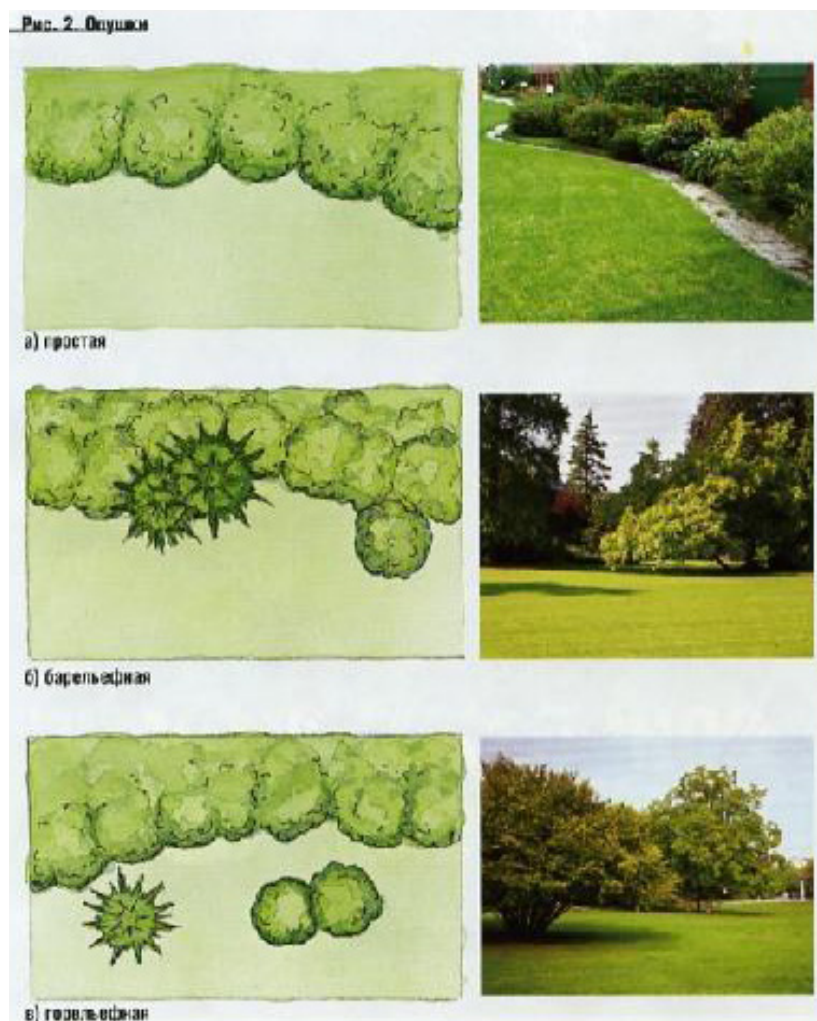 Рис. 2. Опушки
а) простая
б) барельефная
в) горельефная